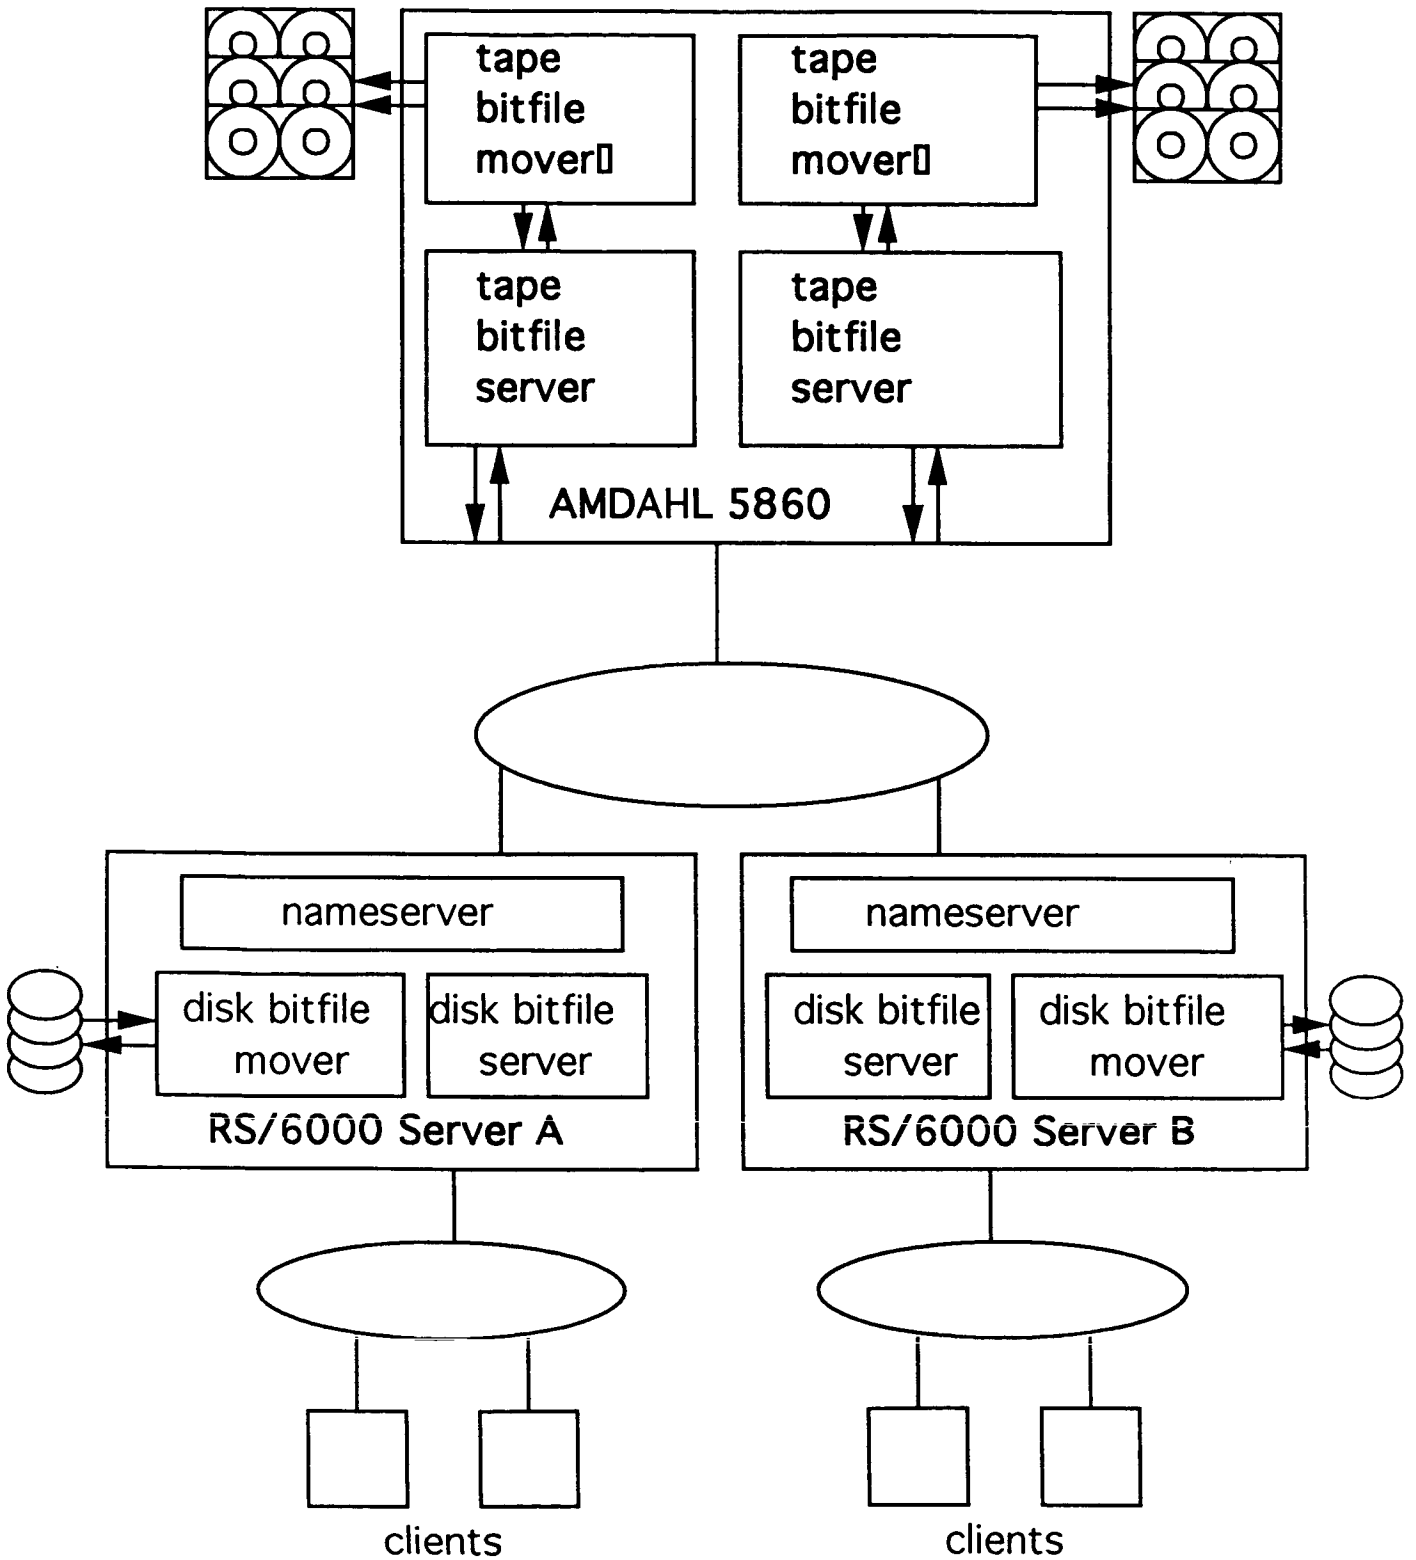 tape
bitfile
mover▯
tape
bitfile
mover▯
tape
bitfile
server
tape
bitfile
server
AMDAHL 5860
nameserver
disk bitfile
mover
disk bitfile
server
RS/6000 Server A
nameserver
disk bitfile
server
disk bitfile
mover
RS/6000 Server B
clients
clients